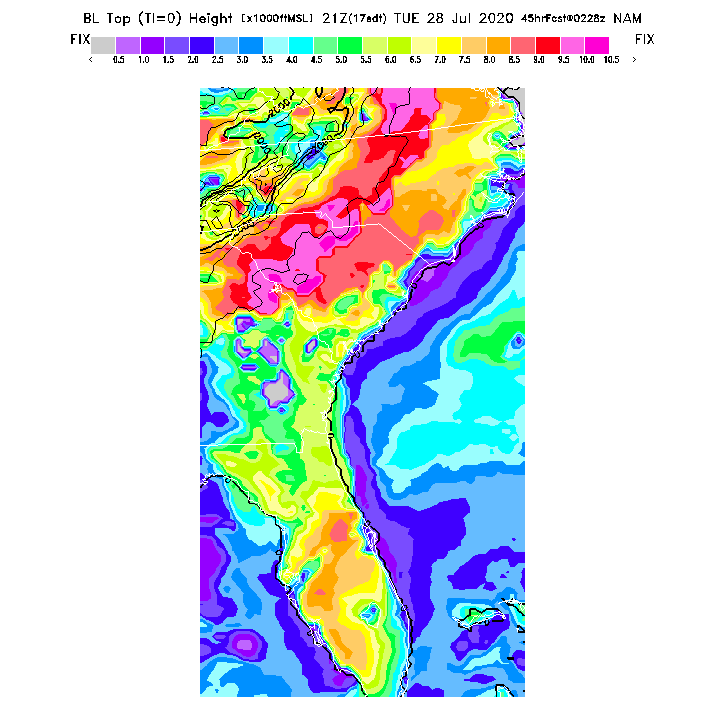 BL Top (TI=0) Height [x1000ftMSL] 21Z(17edt) TUE 28 Jul 2020 45hrFcst@0228z NAM
FIX FIX
< 0.5 1.0 1.5 2.0 2.5 3.0 3.5 4.0 4.5 5.0 5.5 6.0 6.5 7.0 7.5 8.0 8.5 9.0 9.5 10.0 10.5 >
2000